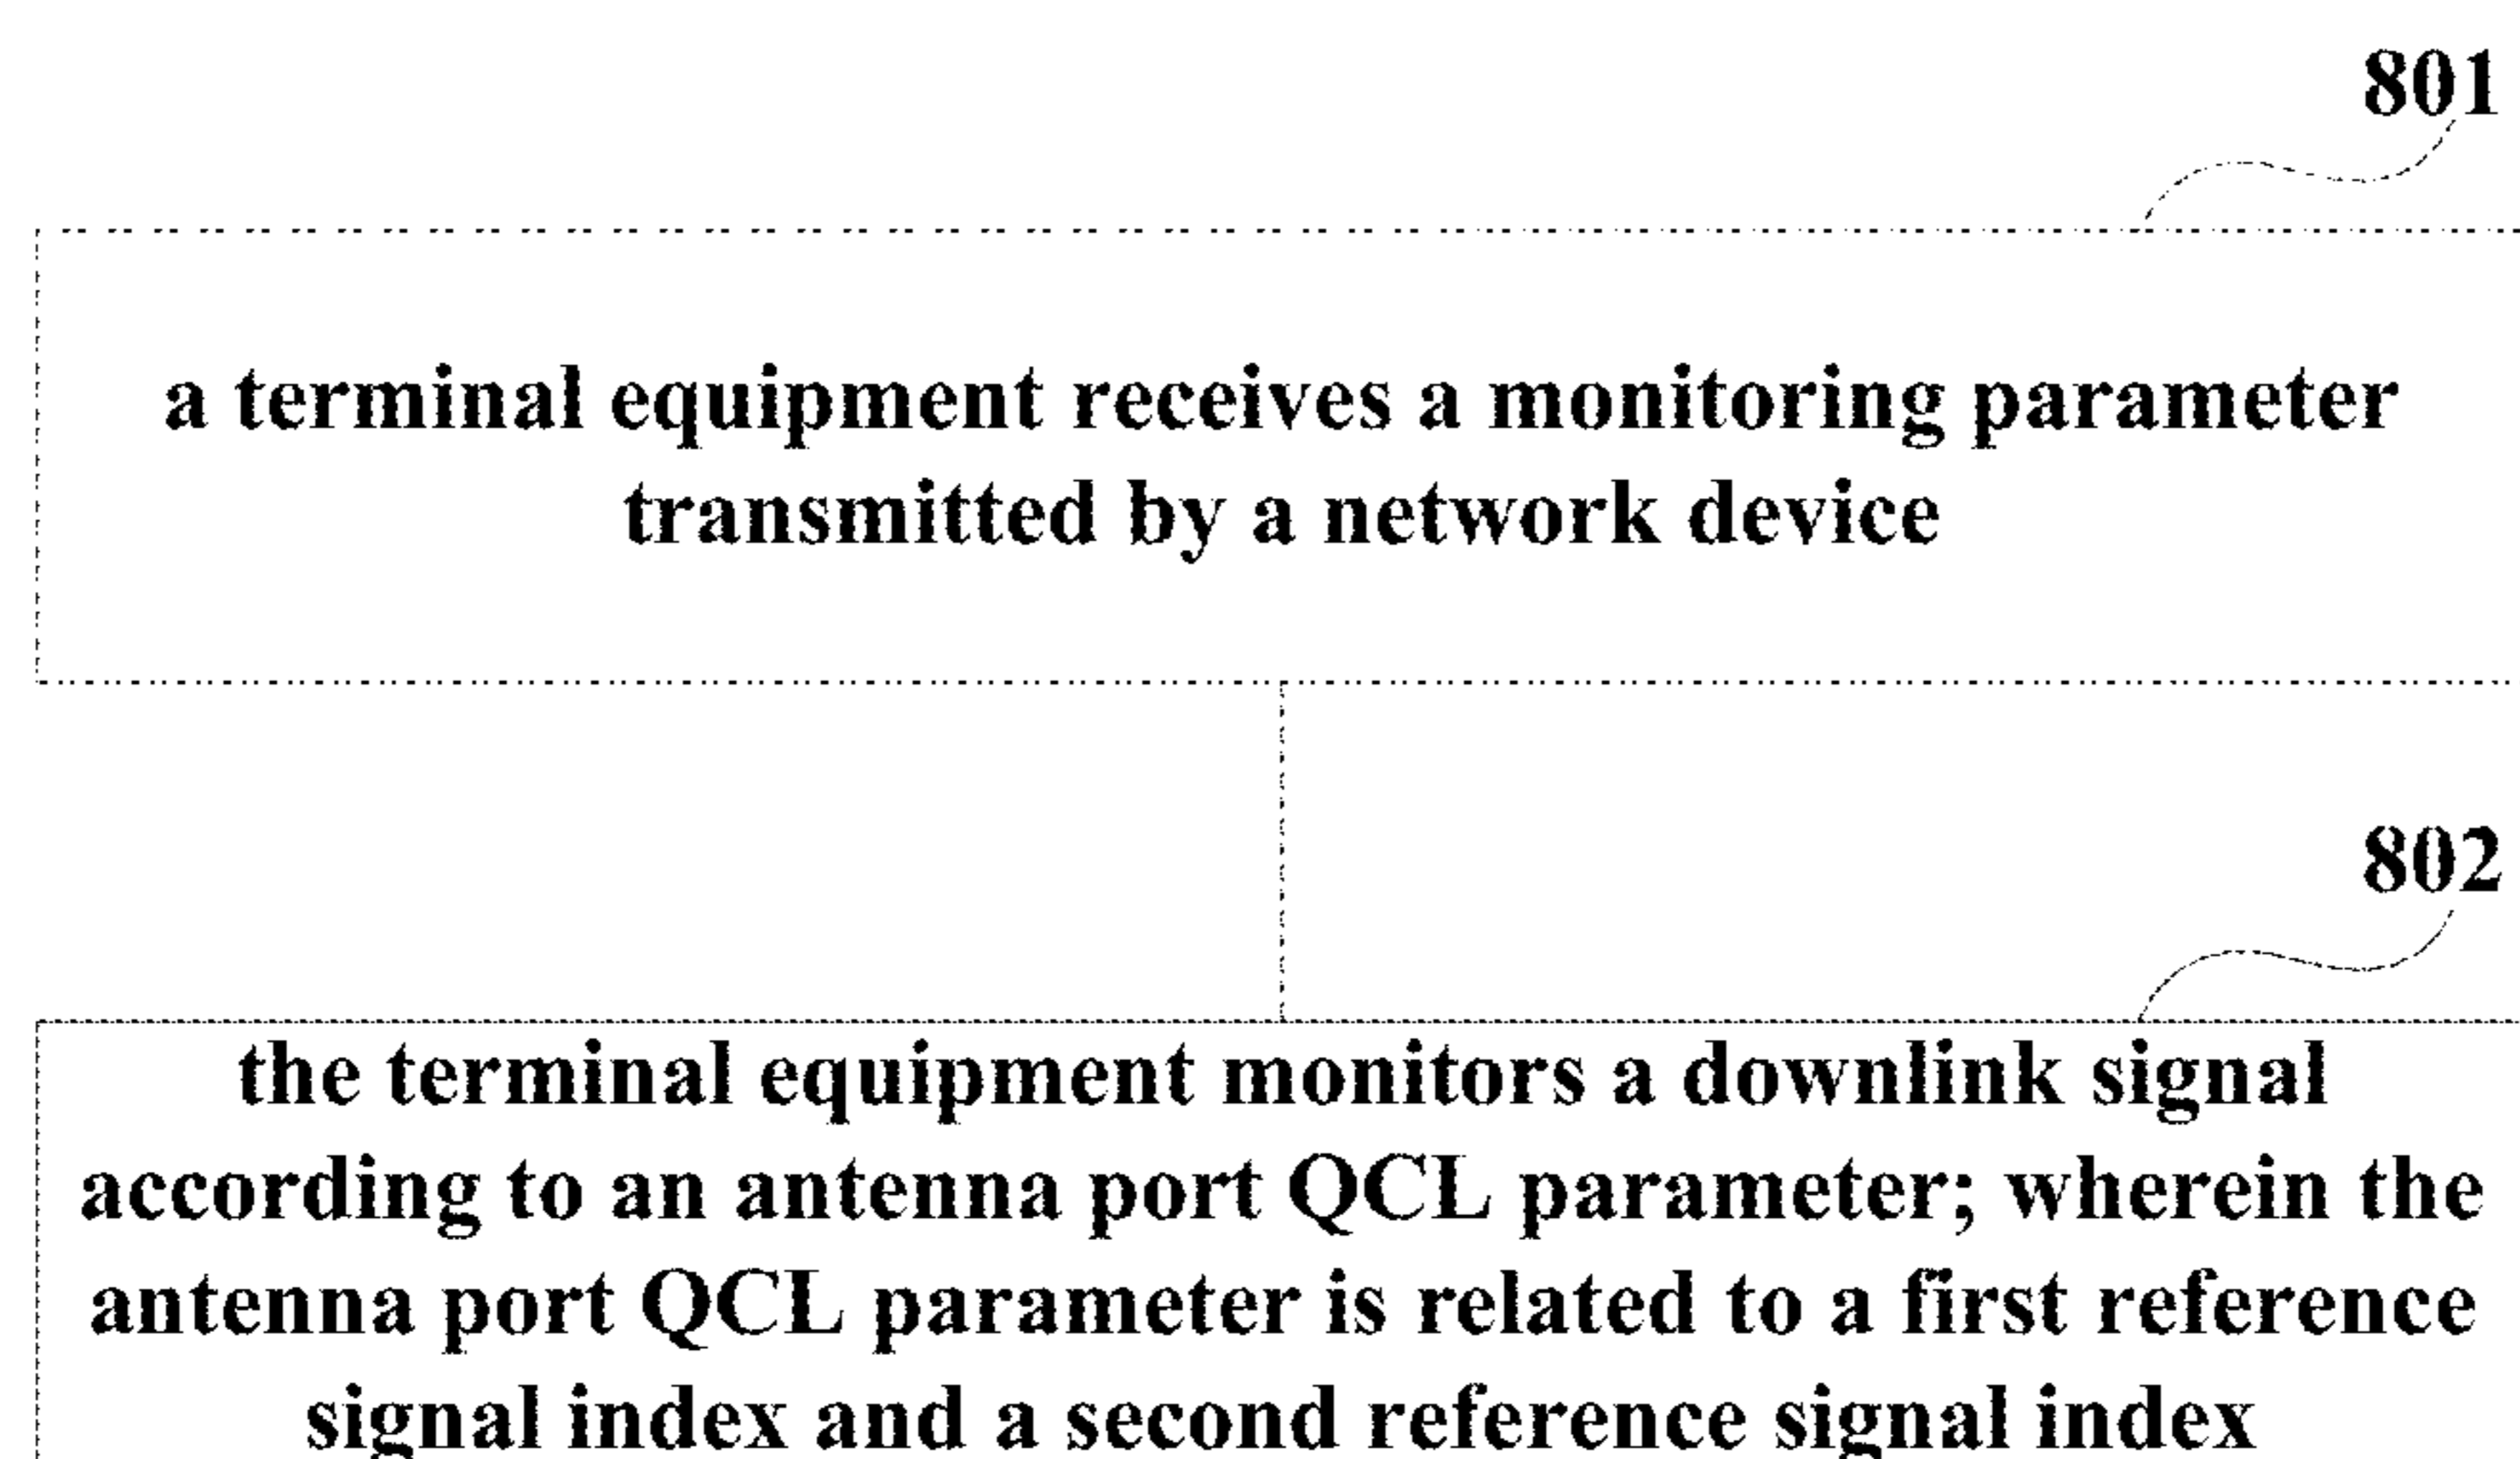 801
a terminal equipment receives a monitoring parameter
transmitted by a network device
802
the terminal equipment monitors a downlink signal
according to an antenna port QCL parameter; wherein the
antenna port QCL parameter is related to a first reference
signal index and a second reference signal index